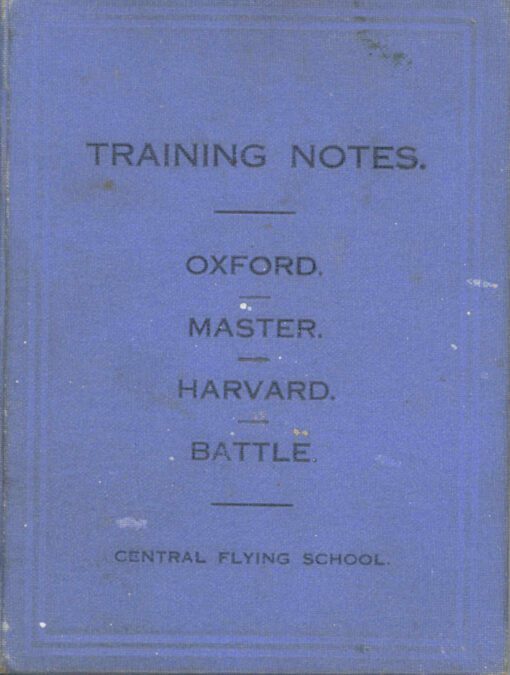 TRAINING NOTES.
OXFORD.
MASTER.
HARVARD.
BATTLE.
CENTRAL FLYING SCHOOL.